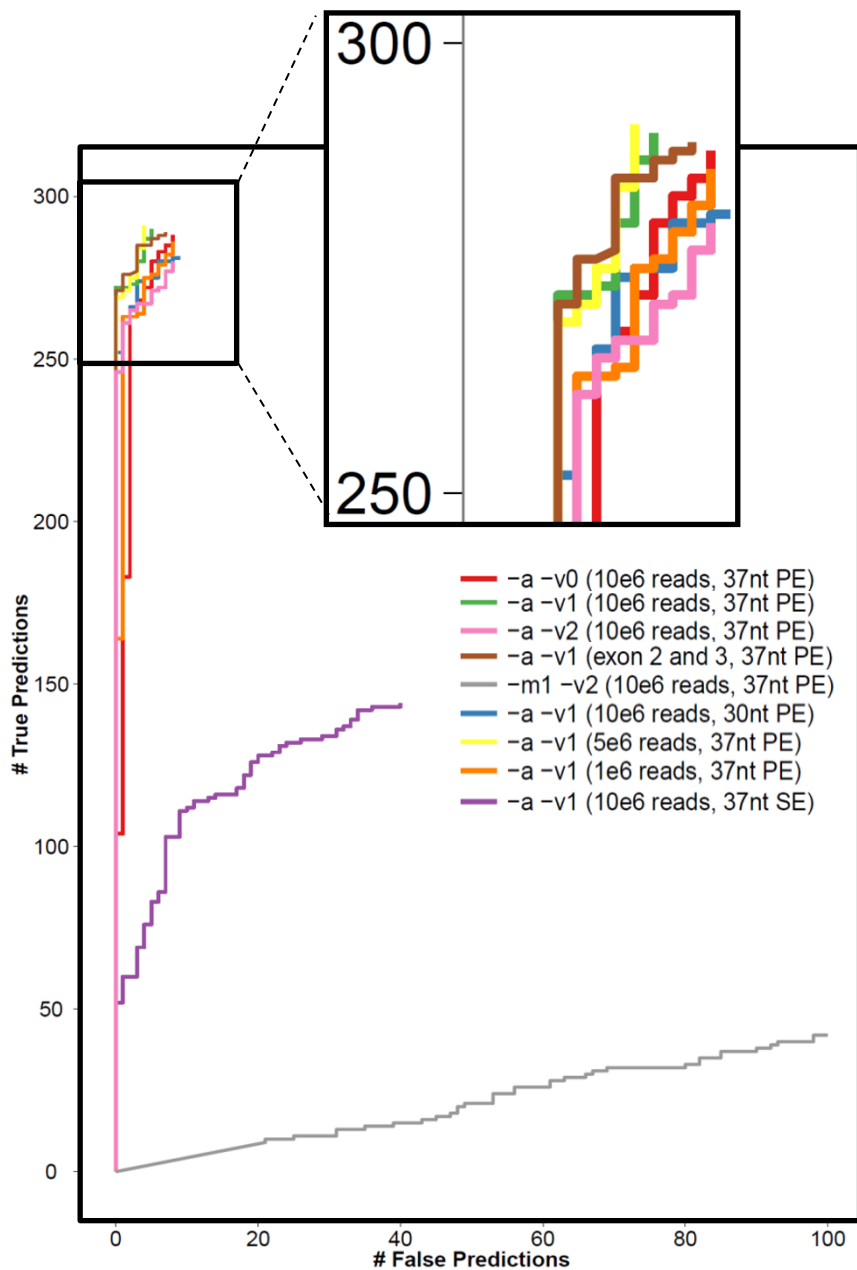 300
250
300
250
200
150
100
50
0
# True Predictions
−a −v0 (10e6 reads, 37nt PE)
−a −v1 (10e6 reads, 37nt PE)
−a −v2 (10e6 reads, 37nt PE)
−a −v1 (exon 2 and 3, 37nt PE)
−m1 −v2 (10e6 reads, 37nt PE)
−a −v1 (10e6 reads, 30nt PE)
−a −v1 (5e6 reads, 37nt PE)
−a −v1 (1e6 reads, 37nt PE)
−a −v1 (10e6 reads, 37nt SE)
0 20 40 60 80 100
# False Predictions